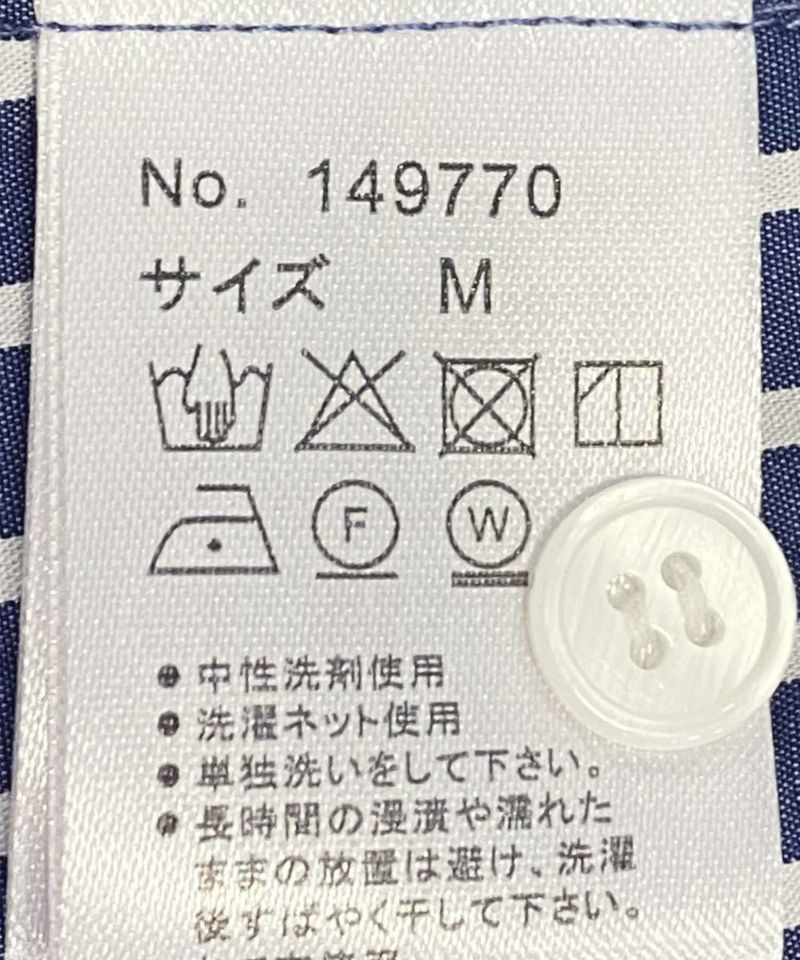 No. 149770
サイズ M
F W
● 中性洗剤使用
● 洗濯ネット使用
● 単独洗いをして下さい。
● 長時間の浸漬や濡れた
ままの放置は避け、洗濯
後すばやく干して下さい。